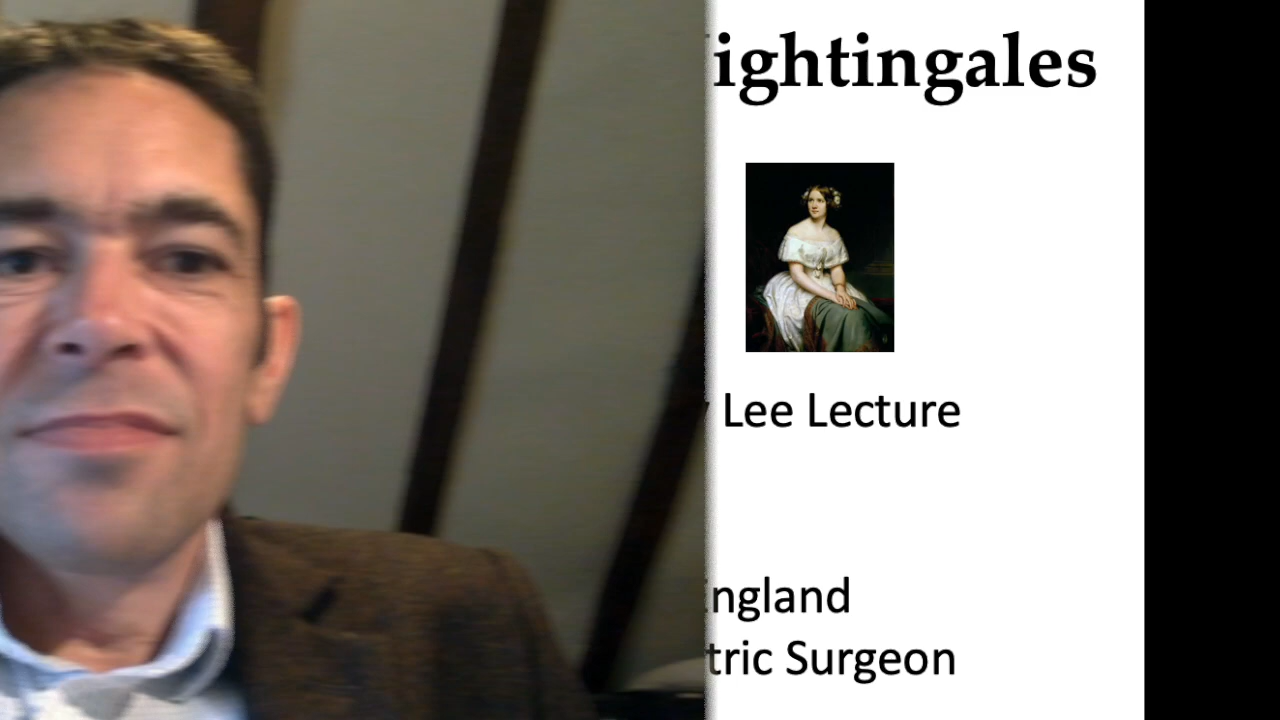 ightingales
Lee Lecture
ngland
tric Surgeon